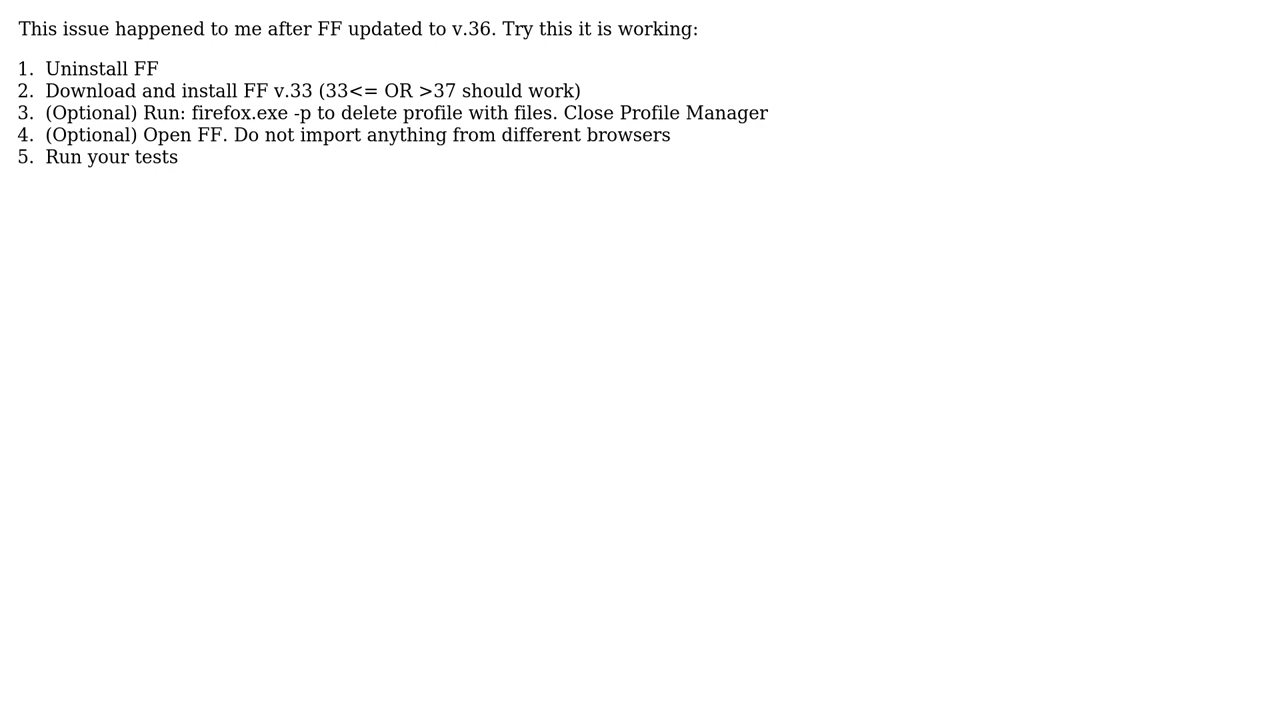 This issue happened to me after FF updated to v.36. Try this it is working:
1. Uninstall FF
2. Download and install FF v.33 (33<= OR >37 should work)
3. (Optional) Run: firefox.exe -p to delete profile with files. Close Profile Manager
4. (Optional) Open FF. Do not import anything from different browsers
5. Run your tests